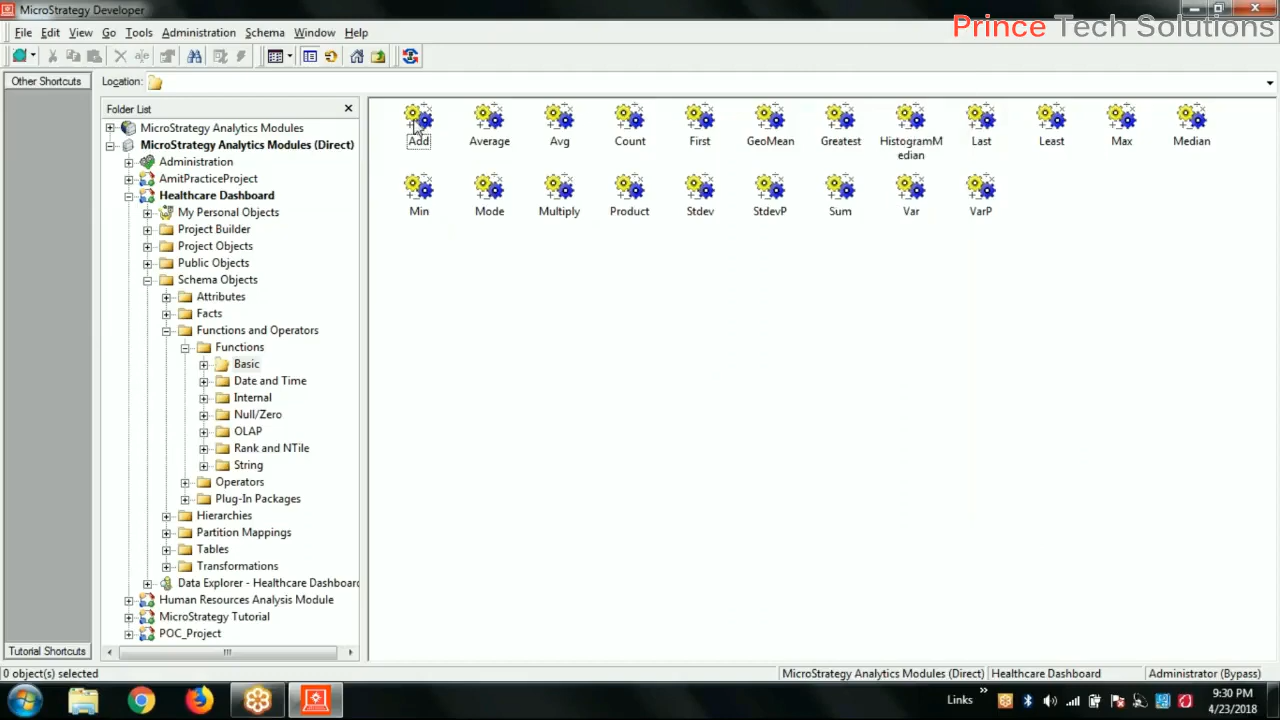 MicroStrategy Developer
Prince Tech Solutions
File Edit View Go Tools Administration Schema Window Help
Other Shortcuts
Location:
Folder List
MicroStrategy Analytics Modules
MicroStrategy Analytics Modules (Direct)
Administration
AmitPracticeProject
Healthcare Dashboard
My Personal Objects
Project Builder
Project Objects
Public Objects
Schema Objects
Attributes
Facts
Functions and Operators
Functions
Basic
Date and Time
Internal
Null/Zero
OLAP
Rank and NTile
String
Operators
Plug-In Packages
Hierarchies
Partition Mappings
Tables
Transformations
Data Explorer - Healthcare Dashboard
Human Resources Analysis Module
MicroStrategy Tutorial
POC_Project
Add Average Avg Count First GeoMean Greatest HistogramM
edian Last Least Max Median
Min Mode Multiply Product Stdev StdevP Sum Var VarP
Tutorial Shortcuts
0 object(s) selected
MicroStrategy Analytics Modules (Direct) Healthcare Dashboard Administrator (Bypass)
Links »
9:30 PM
4/23/2018